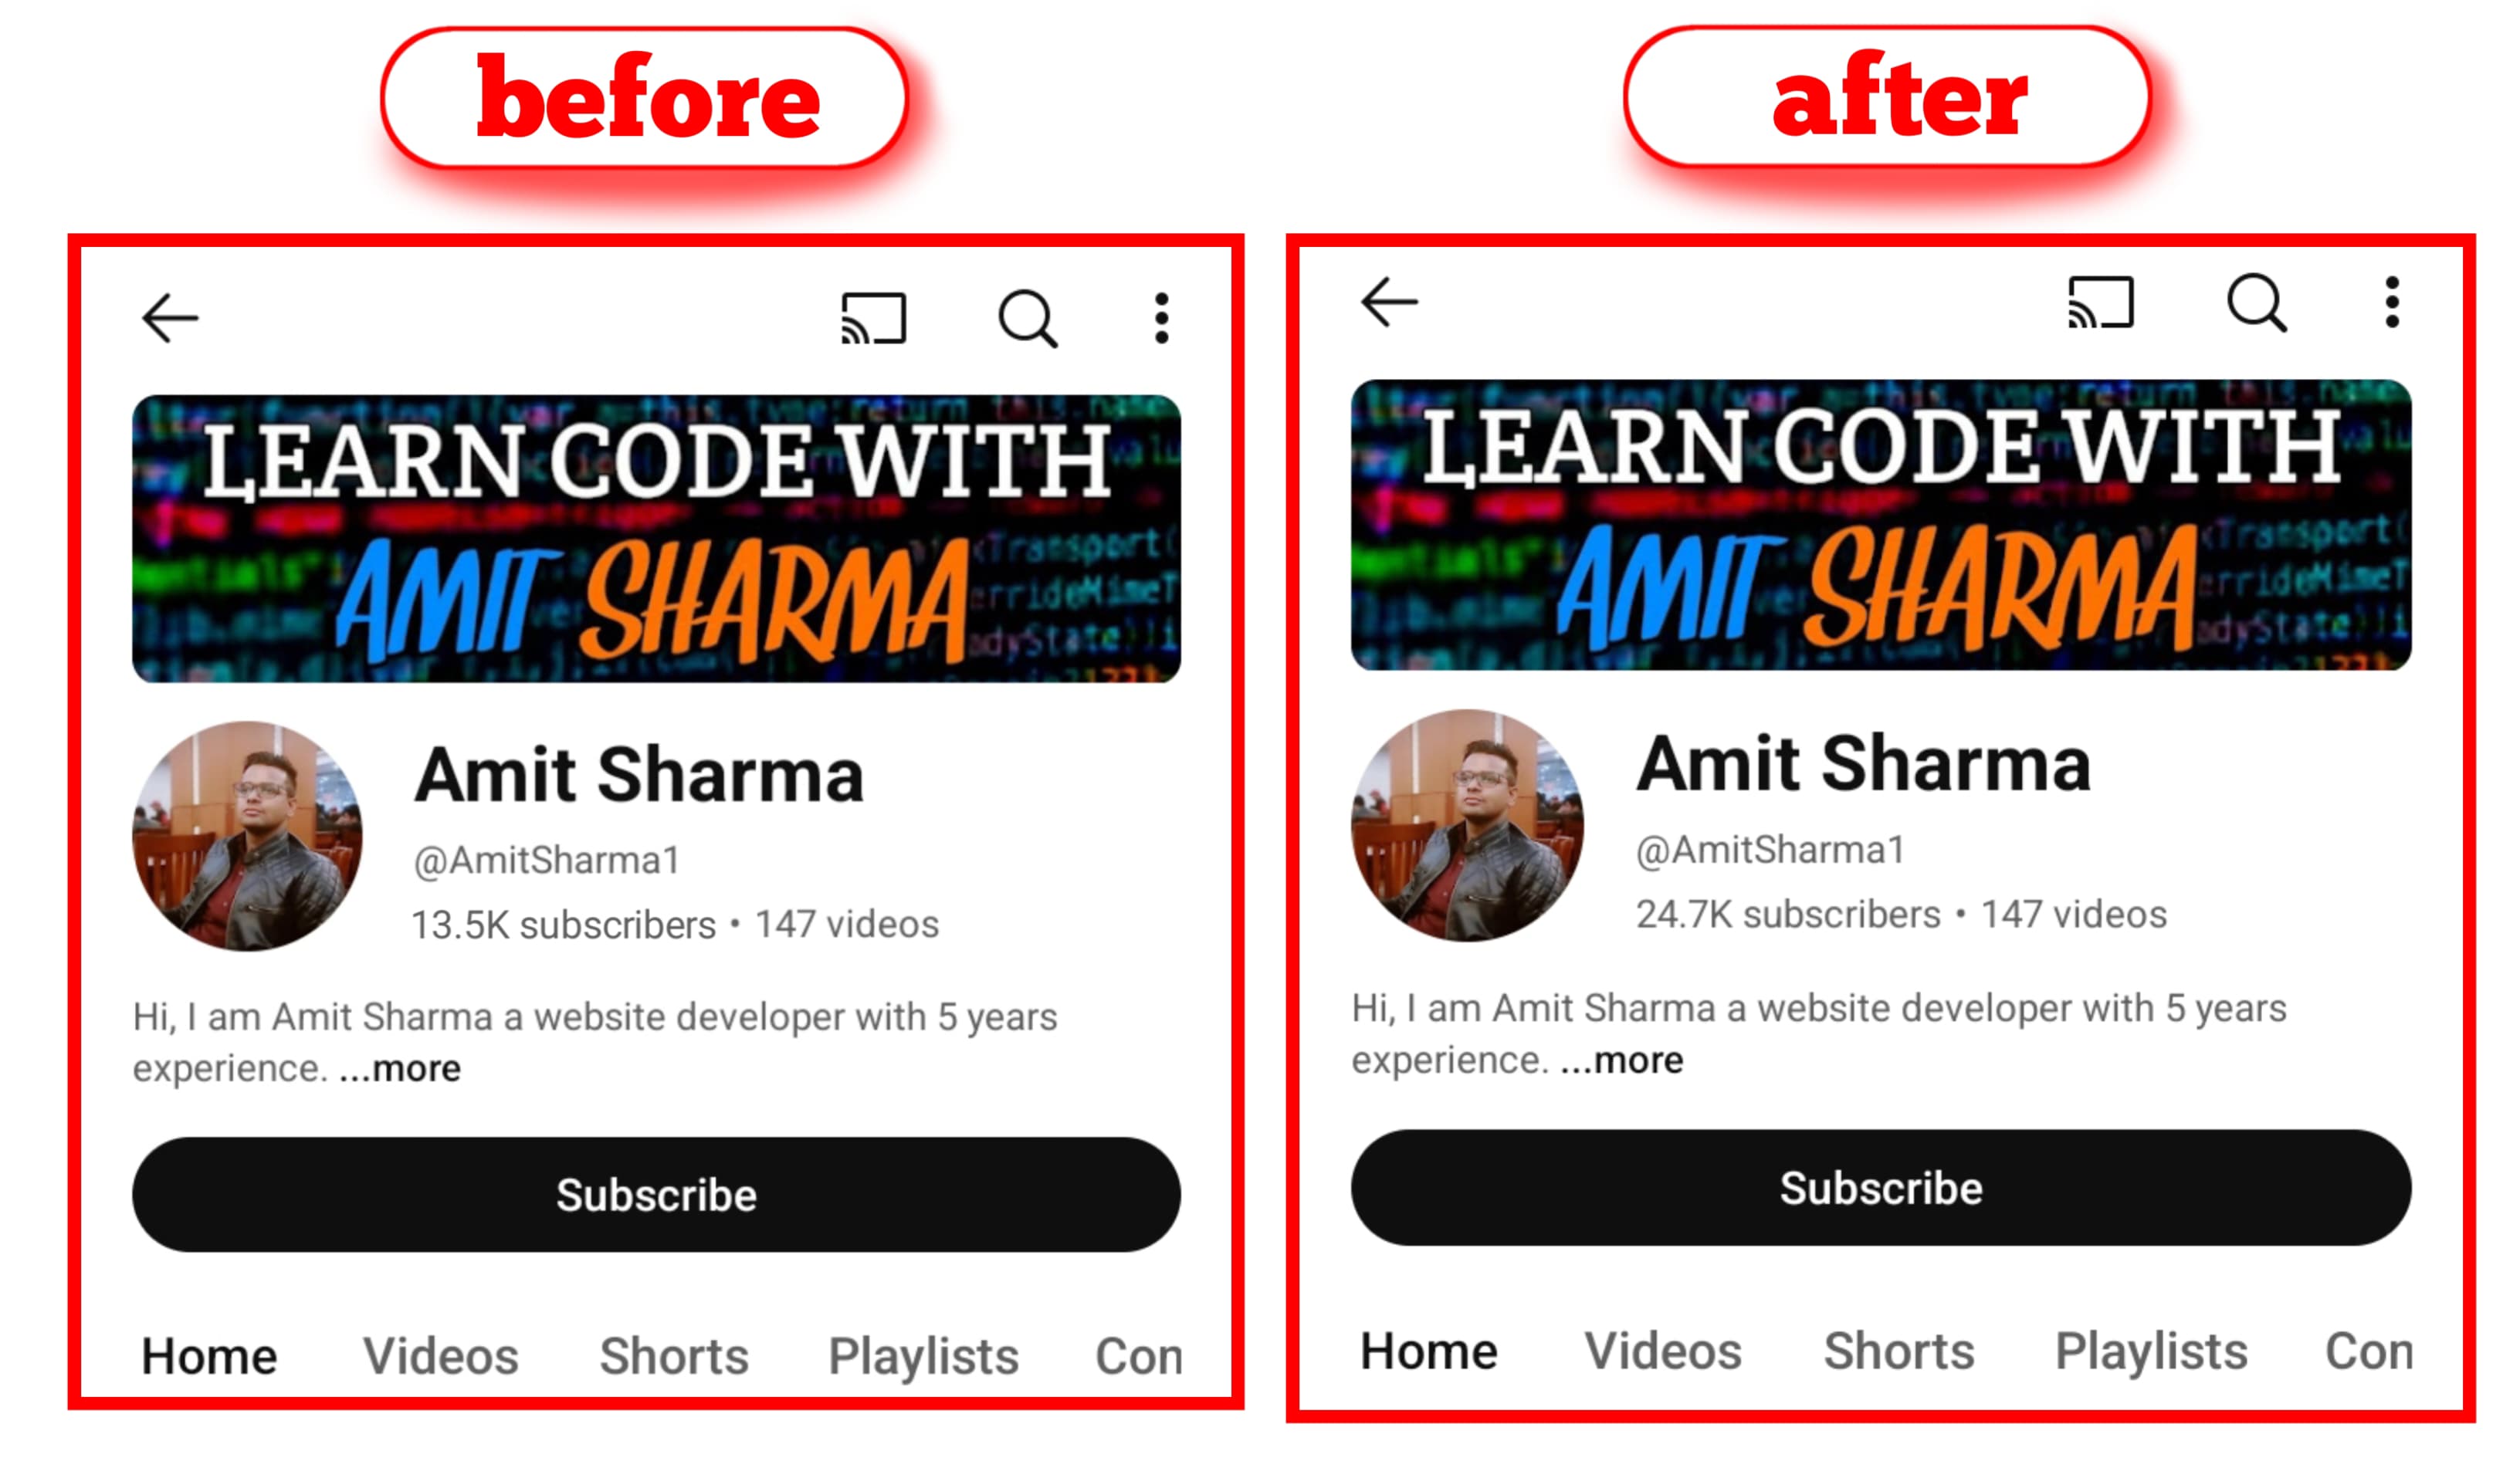 before
LEARN CODE WITH
AMIT SHARMA
Amit Sharma
@AmitSharma1
13.5K subscribers • 147 videos
Hi, I am Amit Sharma a website developer with 5 years
experience. ...more
Subscribe
Home Videos Shorts Playlists Con
after
LEARN CODE WITH
AMIT SHARMA
Amit Sharma
@AmitSharma1
24.7K subscribers • 147 videos
Hi, I am Amit Sharma a website developer with 5 years
experience. ...more
Subscribe
Home Videos Shorts Playlists Con